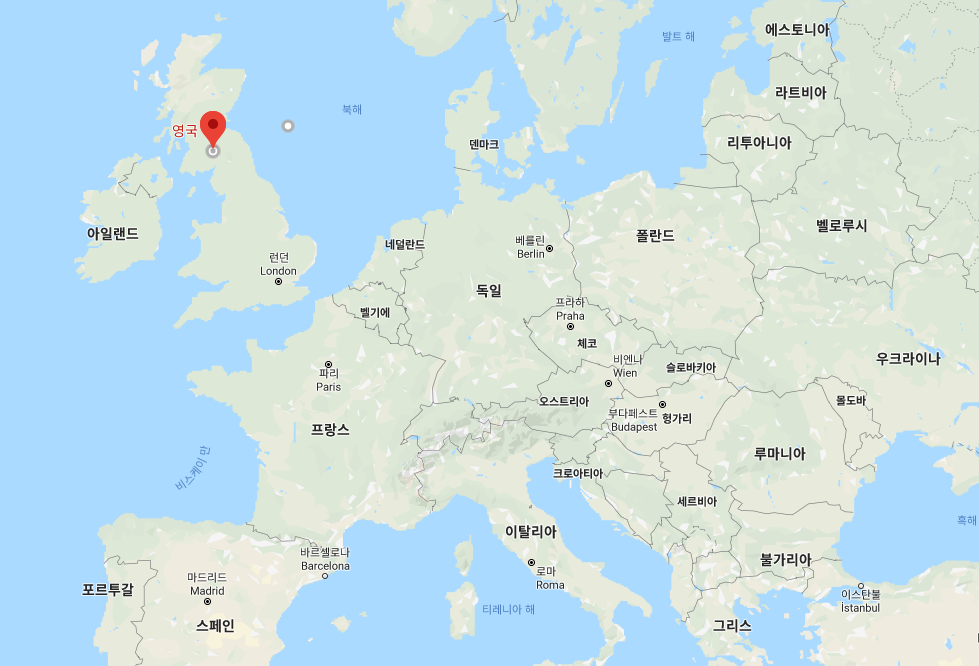 에스토니아
발트 해
라트비아
북해
영국
리투아니아
덴마크
아일랜드
벨로루시
폴란드
네덜란드
베를린
Berlin
런던
London
독일
벨기에
프라하
Praha
체코
우크라이나
비엔나
Wien
슬로바키아
파리
Paris
오스트리아
몰도바
부다페스트
Budapest
헝가리
프랑스
루마니아
비스케이 만
크로아티아
세르비아
흑해
이탈리아
바르셀로나
Barcelona
불가리아
로마
Roma
마드리드
Madrid
포르투갈
이스탄불
İstanbul
티레니아 해
스페인
그리스